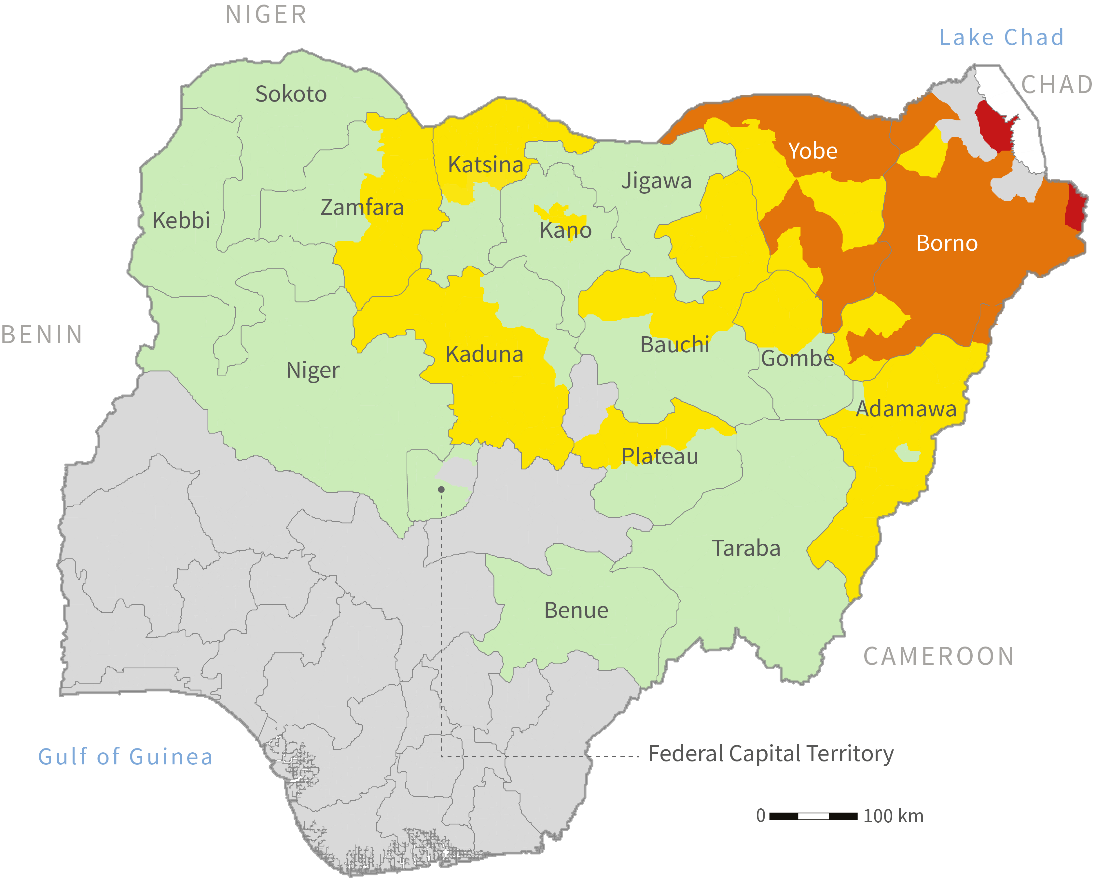 NIGER
Lake Chad
CHAD
Sokoto
Katsina
Yobe
Jigawa
Zamfara
Kebbi
Kano
Borno
BENIN
Bauchi
Kaduna
Gombe
Niger
Adamawa
Plateau
Taraba
Benue
CAMEROON
Gulf of Guinea
Federal Capital Territory
0 100 km